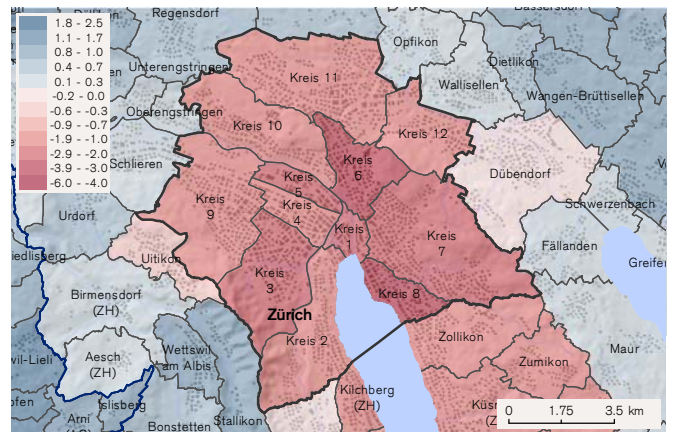 Regensdorf
Bassersdorf
1.8 - 2.5
1.1 - 1.7
0.8 - 1.0
0.4 - 0.7
0.1 - 0.3
-0.2 - 0.0
-0.6 - -0.3
-0.9 - -0.7
-1.9 - -1.0
-2.9 - -2.0
-3.9 - -3.0
-6.0 - -4.0
Opfikon
Dietlikon
Unterengstringen
Kreis 11
Wallisellen
Wangen-Brüttisellen
Oberengstringen
Kreis 10
Kreis 12
Schlieren
Kreis
6
Dübendorf
Kreis
5
Kreis
9
Kreis
4
Schwerzenbach
Urdorf
Kreis
1
Kreis
7
Fällanden
Uitikon
Greifen
Kreis
3
Birmensdorf
(ZH)
Kreis 8
Zürich
Kreis 2
Zollikon
Maur
Wettswil
am Albis
Aesch
(ZH)
Zumikon
Kilchberg
(ZH)
Stallikon
Bonstetten
Arni
0 1.75 3.5 km